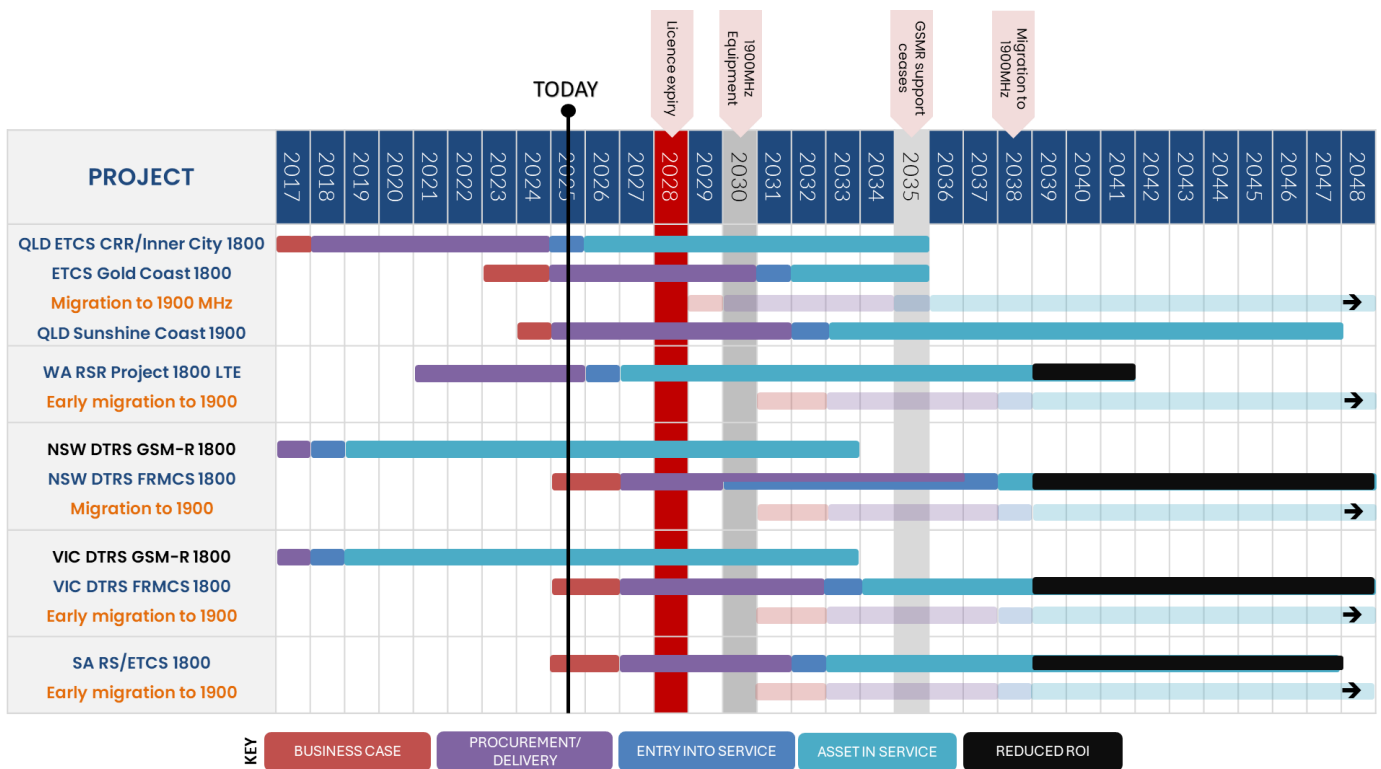 Licence expiry
1900MHz
Equipment
GSMR support
ceases
Migration to
1900MHz
TODAY
PROJECT
2017
2018
2019
2020
2021
2022
2023
2024
2025
2026
2027
2028
2029
2030
2031
2032
2033
2034
2035
2036
2037
2038
2039
2040
2041
2042
2043
2044
2045
2046
2047
2048
QLD ETCS CRR/Inner City 1800
ETCS Gold Coast 1800
Migration to 1900 MHz
QLD Sunshine Coast 1900
WA RSR Project 1800 LTE
Early migration to 1900
NSW DTRS GSM-R 1800
NSW DTRS FRMCS 1800
Migration to 1900
VIC DTRS GSM-R 1800
VIC DTRS FRMCS 1800
Early migration to 1900
SA RS/ETCS 1800
Early migration to 1900
KEY
BUSINESS CASE
PROCUREMENT/
DELIVERY
ENTRY INTO SERVICE
ASSET IN SERVICE
REDUCED ROI